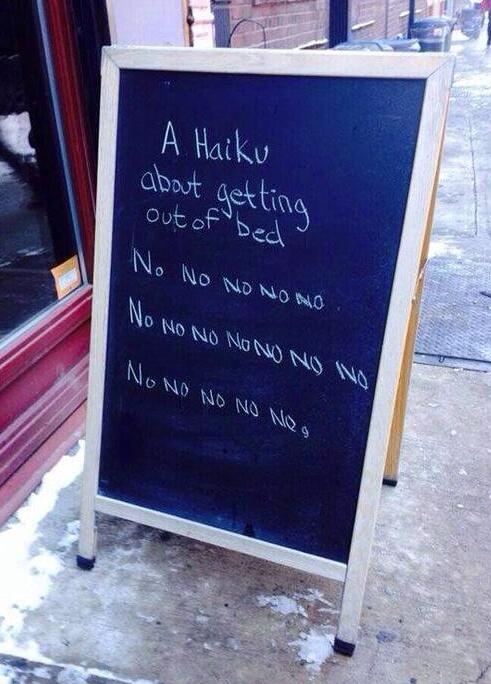 A Haiku
about getting
out of bed
No No No No No
No No No No No No No
No No No No No,